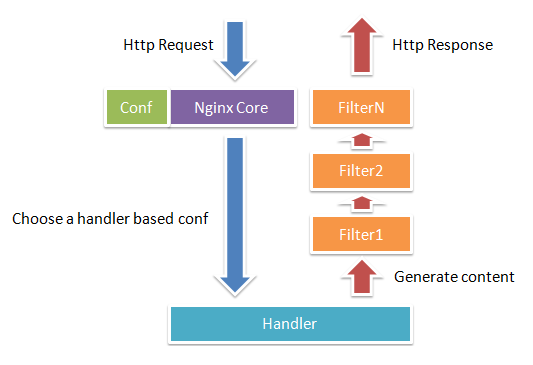 Http Request
Http Response
Conf
Nginx Core
FilterN
Filter2
Choose a handler based conf
Filter1
Generate content
Handler